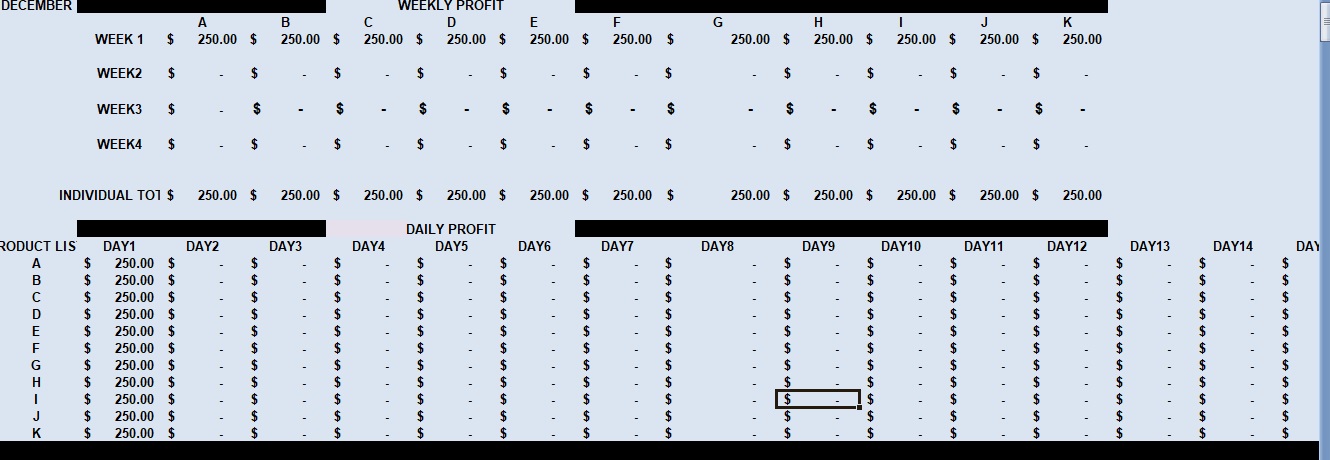 DECEMBER WEEKLY PROFIT
A B C D E F G H I J K
WEEK 1 $ 250.00 $ 250.00 $ 250.00 $ 250.00 $ 250.00 $ 250.00 $ 250.00 $ 250.00 $ 250.00 $ 250.00 $ 250.00
WEEK2 $ - $ - $ - $ - $ - $ - $ - $ - $ - $ - $ -
WEEK3 $ - $ - $ - $ - $ - $ - $ - $ - $ - $ - $ -
WEEK4 $ - $ - $ - $ - $ - $ - $ - $ - $ - $ - $ -
INDIVIDUAL TOT $ 250.00 $ 250.00 $ 250.00 $ 250.00 $ 250.00 $ 250.00 $ 250.00 $ 250.00 $ 250.00 $ 250.00 $ 250.00
DAILY PROFIT
RODUCT LIS DAY1 DAY2 DAY3 DAY4 DAY5 DAY6 DAY7 DAY8 DAY9 DAY10 DAY11 DAY12 DAY13 DAY14 DAY
A $ 250.00 $ - $ - $ - $ - $ - $ - $ - $ - $ - $ - $ - $ - $ - $
B $ 250.00 $ - $ - $ - $ - $ - $ - $ - $ - $ - $ - $ - $ - $ - $
C $ 250.00 $ - $ - $ - $ - $ - $ - $ - $ - $ - $ - $ - $ - $ - $
D $ 250.00 $ - $ - $ - $ - $ - $ - $ - $ - $ - $ - $ - $ - $ - $
E $ 250.00 $ - $ - $ - $ - $ - $ - $ - $ - $ - $ - $ - $ - $ - $
F $ 250.00 $ - $ - $ - $ - $ - $ - $ - $ - $ - $ - $ - $ - $ - $
G $ 250.00 $ - $ - $ - $ - $ - $ - $ - $ - $ - $ - $ - $ - $ - $
H $ 250.00 $ - $ - $ - $ - $ - $ - $ - $ - $ - $ - $ - $ - $ - $
I $ 250.00 $ - $ - $ - $ - $ - $ - $ - $ - $ - $ - $ - $ - $ - $
J $ 250.00 $ - $ - $ - $ - $ - $ - $ - $ - $ - $ - $ - $ - $ - $
K $ 250.00 $ - $ - $ - $ - $ - $ - $ - $ - $ - $ - $ - $ - $ - $